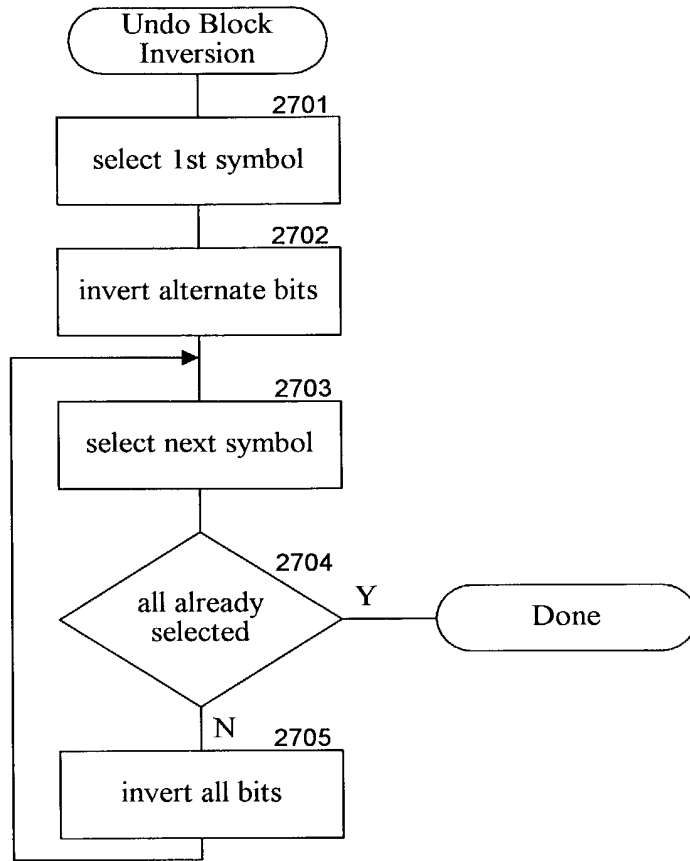 Undo Block
Inversion
2701
select 1st symbol
2702
invert alternate bits
2703
select next symbol
2704
all already
selected
Y
Done
N
2705
invert all bits